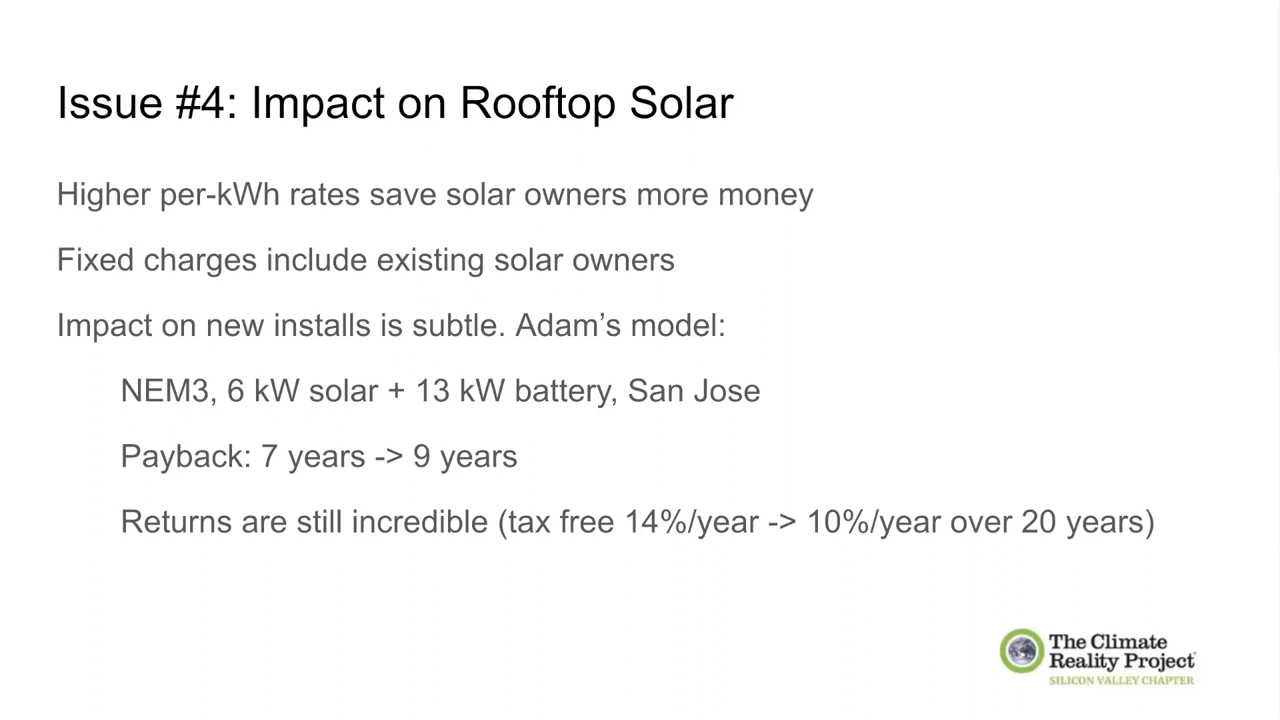 Issue #4: Impact on Rooftop Solar
Higher per-kWh rates save solar owners more money
Fixed charges include existing solar owners
Impact on new installs is subtle. Adam’s model:
NEM3, 6 kW solar + 13 kW battery, San Jose
Payback: 7 years -> 9 years
Returns are still incredible (tax free 14%/year -> 10%/year over 20 years)
The Climate
Reality Project
SILICON VALLEY CHAPTER